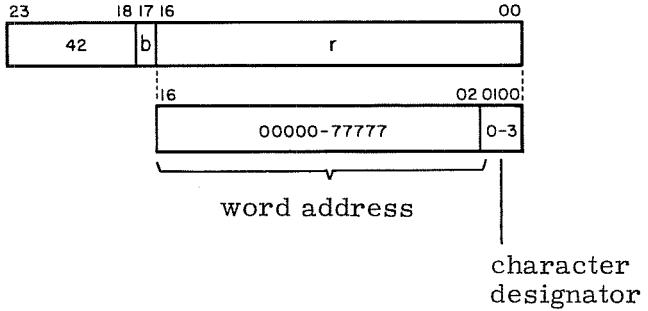 23 18 17 16 00
42 b r
16 02 01 00
00000-77777 0-3
word address
character
designator